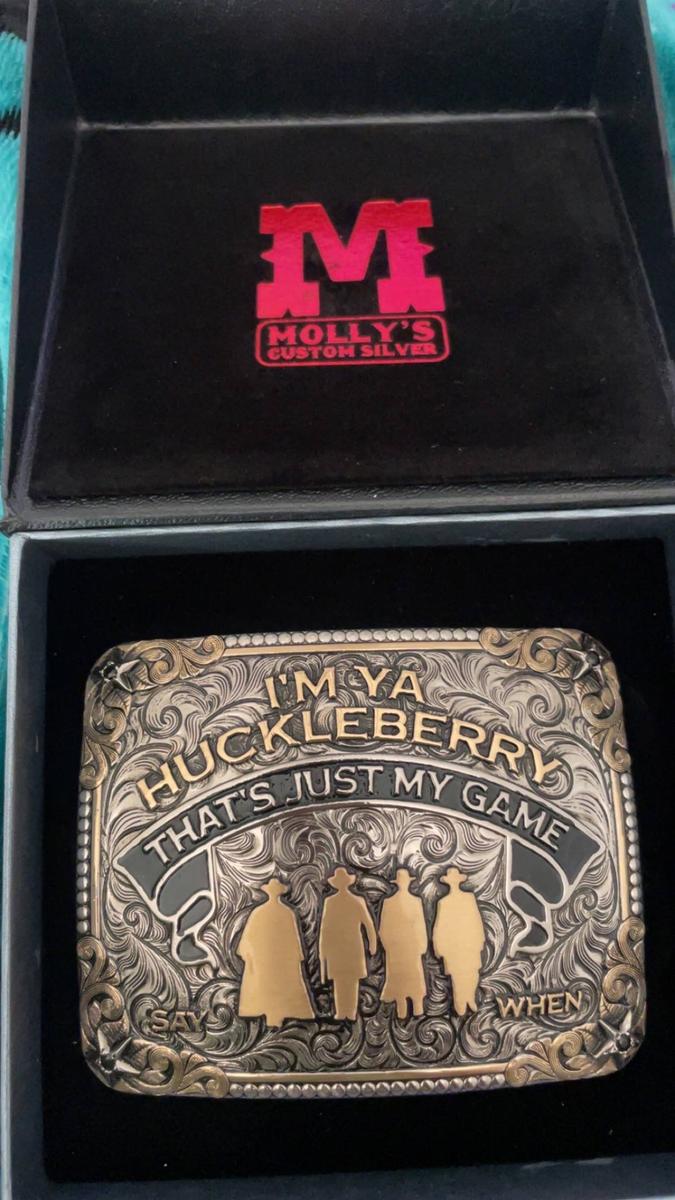 M
MOLLY'S
CUSTOM SILVER
I'M YA
HUCKLEBERRY
THAT'S JUST MY GAME
SAY WHEN